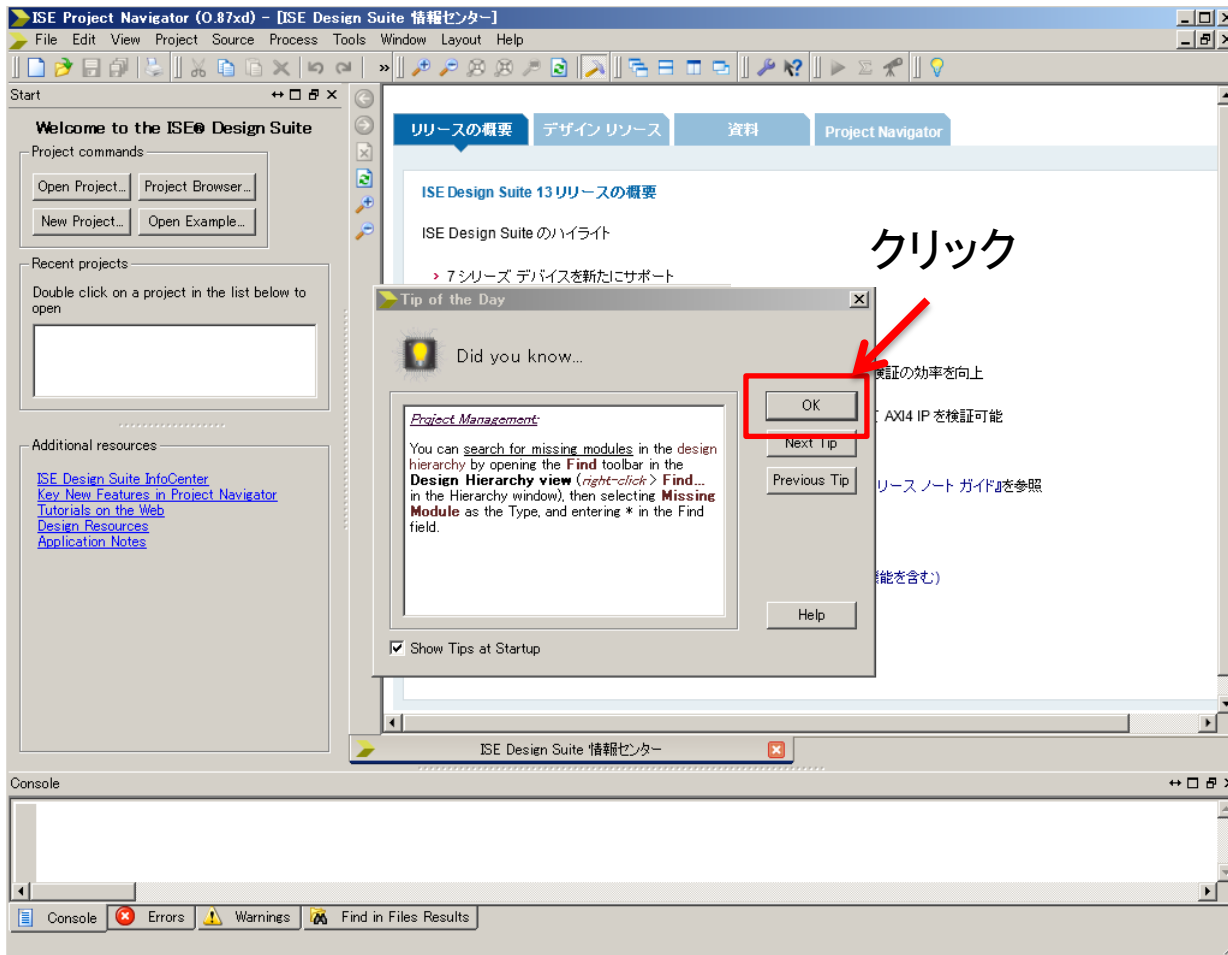 ISE Project Navigator (O.87xd) - [ISE Design Suite 情報センター]
File Edit View Project Source Process Tools Window Layout Help
Start
Welcome to the ISE® Design Suite
Project commands
Open Project... Project Browser...
New Project... Open Example...
Recent projects
Double click on a project in the list below to
open
Additional resources
ISE Design Suite InfoCenter
Key New Features in Project Navigator
Tutorials on the Web
Design Resources
Application Notes
リリースの概要 デザイン リソース 資料 Project Navigator
ISE Design Suite 13 リリースの概要
ISE Design Suite のハイライト
> 7 シリーズ デバイスを新たにサポート
クリック
検証の効率を向上
AXI4 IP を検証可能
リース ノート ガイド』を参照
能を含む)
Tip of the Day
Did you know...
Project Management:
You can search for missing modules in the design
hierarchy by opening the Find toolbar in the
Design Hierarchy view (right-click > Find...
in the Hierarchy window), then selecting Missing
Module as the Type, and entering * in the Find
field.
OK
Next Tip
Previous Tip
Help
Show Tips at Startup
ISE Design Suite 情報センター
Console
Console Errors Warnings Find in Files Results